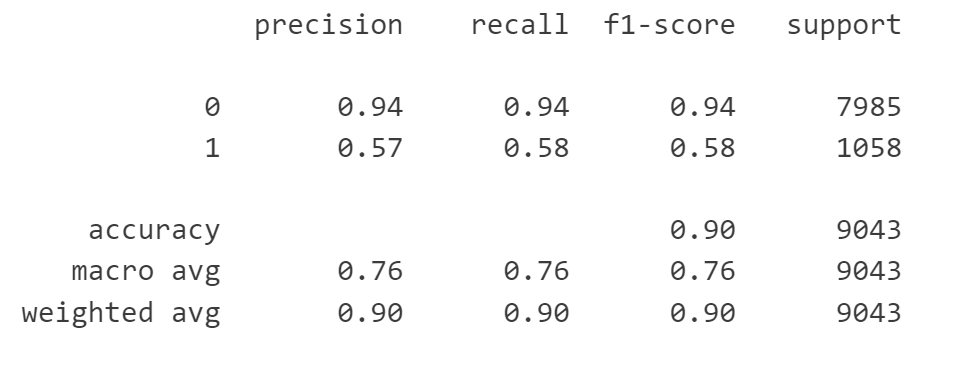 precision recall f1-score support
0 0.94 0.94 0.94 7985
1 0.57 0.58 0.58 1058
accuracy 0.90 9043
macro avg 0.76 0.76 0.76 9043
weighted avg 0.90 0.90 0.90 9043